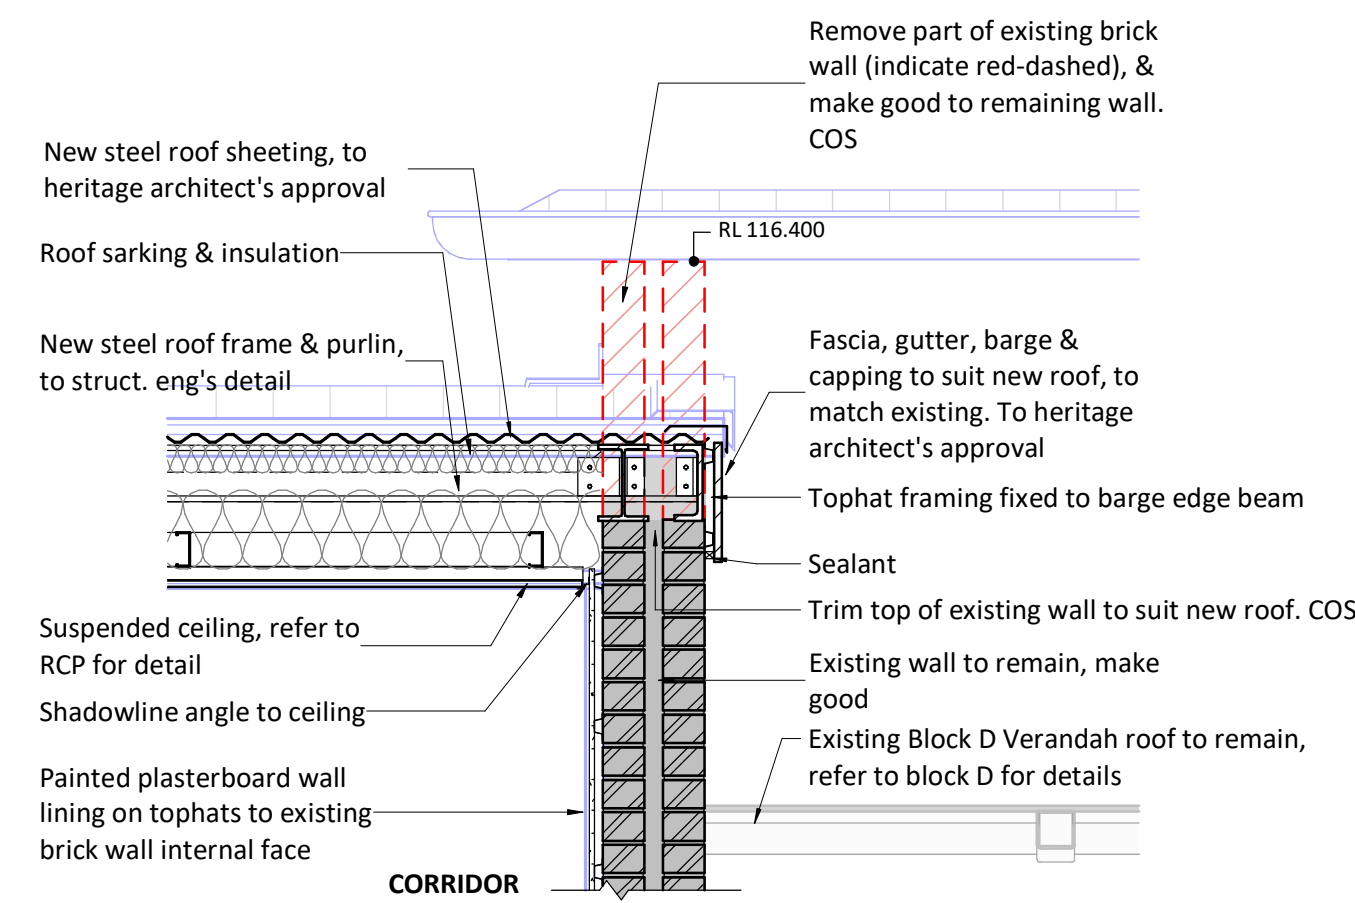 Remove part of existing brick
wall (indicate red-dashed), &
make good to remaining wall.
COS
New steel roof sheeting, to
heritage architect's approval
RL 116.400
Roof sarking & insulation
New steel roof frame & purlin,
to struct. eng's detail
Fascia, gutter, barge &
capping to suit new roof, to
match existing. To heritage
architect's approval
Tophat framing fixed to barge edge beam
Sealant
Trim top of existing wall to suit new roof. COS
Suspended ceiling, refer to
RCP for detail
Existing wall to remain, make
good
Shadowline angle to ceiling
Existing Block D Verandah roof to remain,
refer to block D for details
Painted plasterboard wall
lining on tophats to existing
brick wall internal face
CORRIDOR